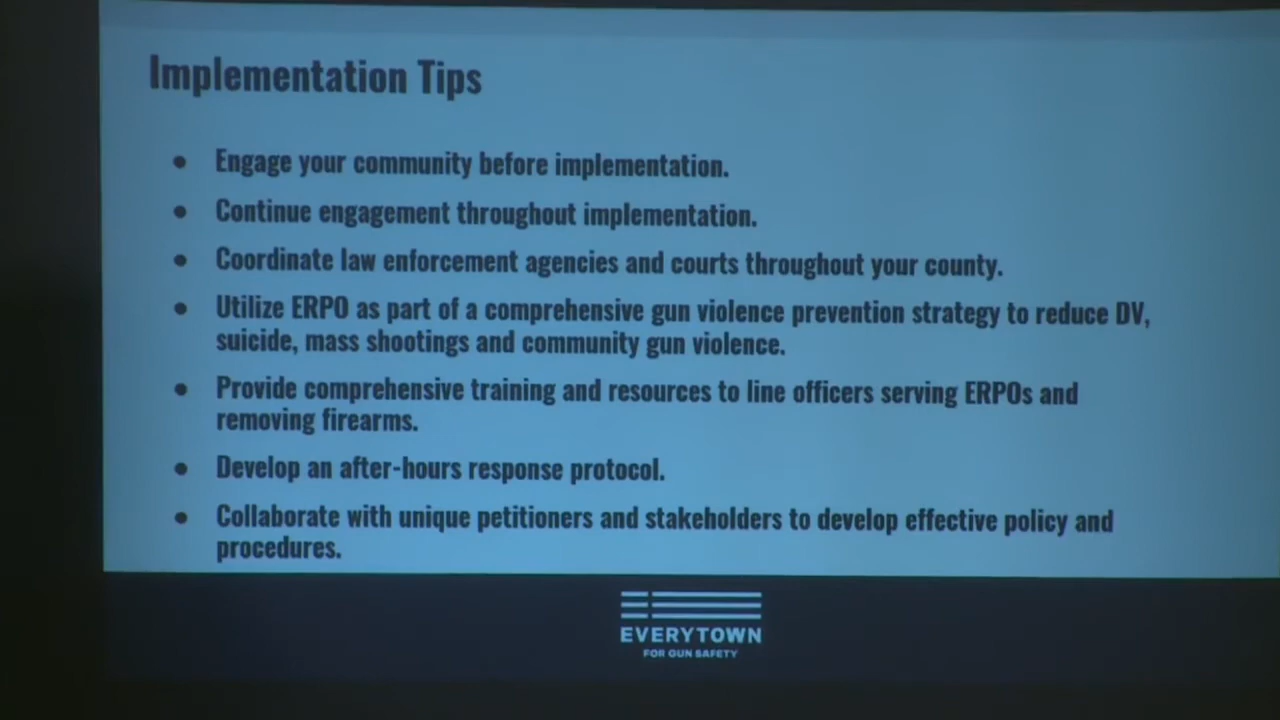 Implementation Tips
● Engage your community before implementation.
● Continue engagement throughout implementation.
● Coordinate law enforcement agencies and courts throughout your county.
● Utilize ERPO as part of a comprehensive gun violence prevention strategy to reduce DV,
suicide, mass shootings and community gun violence.
● Provide comprehensive training and resources to line officers serving ERPOs and
removing firearms.
● Develop an after-hours response protocol.
● Collaborate with unique petitioners and stakeholders to develop effective policy and
procedures.
EVERYTOWN
FOR GUN SAFETY